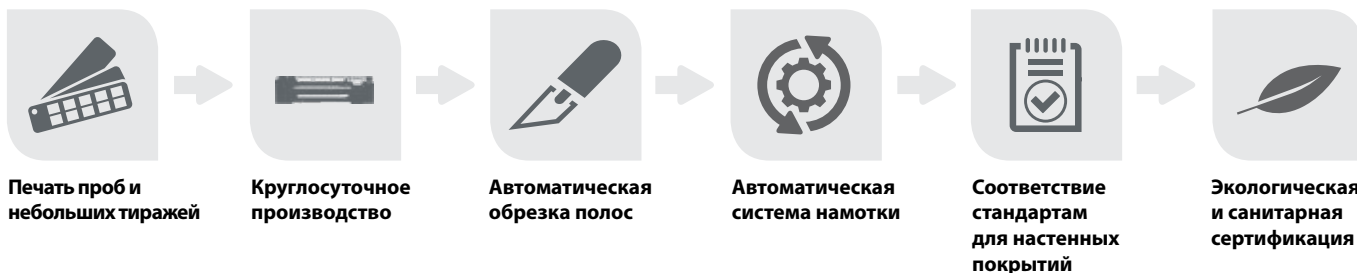 Печать проб и
небольших тиражей
Круглосуточное
производство
Автоматическая
обрезка полос
Автоматическая
система намотки
Соответствие
стандартам
для настенных
покрытий
Экологическая
и санитарная
сертификация